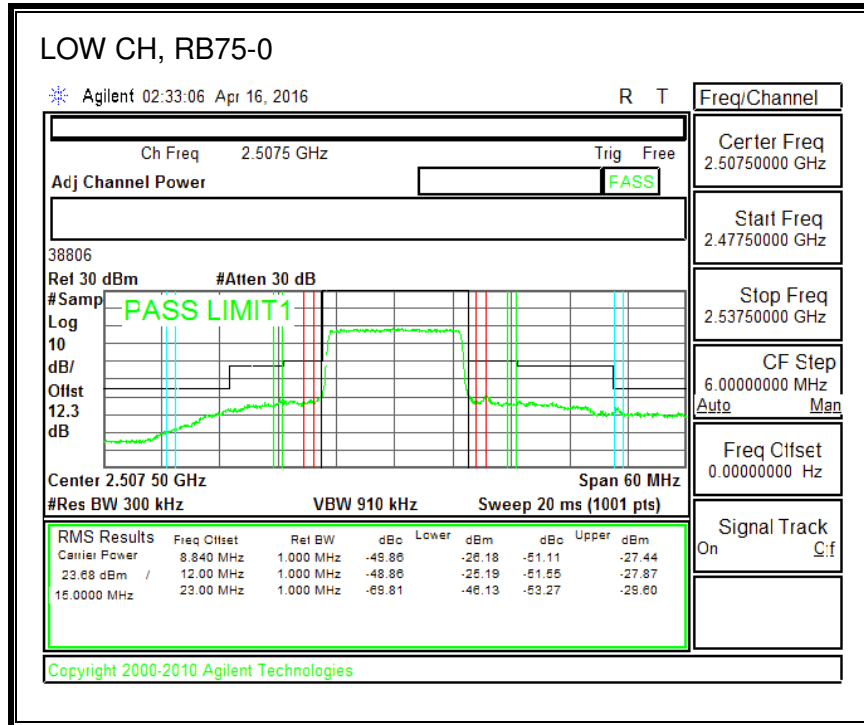 LOW CH, RB75-0
Agilent 02:33:06 Apr 16, 2016 R T
Freq/Channel
Ch Freq 2.5075 GHz Trig Free
Adj Channel Power PASS
Center Freq
2.50750000 GHz
Start Freq
2.47750000 GHz
38806
Ref 30 dBm #Atten 30 dB
#Samp
Log
10
dB/
Offst
12.3
dB
PASS LIMIT1
Stop Freq
2.53750000 GHz
CF Step
6.00000000 MHz
Auto Man
Center 2.507 50 GHz Span 60 MHz
#Res BW 300 kHz VBW 910 kHz Sweep 20 ms (1001 pts)
Freq Offset
0.00000000 Hz
Signal Track
On Off
RMS Results Freq Offset Ref BW dBc Lower dBm dBc Upper dBm
Carrier Power 8.840 MHz 1.000 MHz -49.86 -26.18 -51.11 -27.44
23.68 dBm / 12.00 MHz 1.000 MHz -48.86 -25.19 -51.55 -27.87
15.0000 MHz 23.00 MHz 1.000 MHz -69.81 -46.13 -53.27 -29.60
Copyright 2000-2010 Agilent Technologies